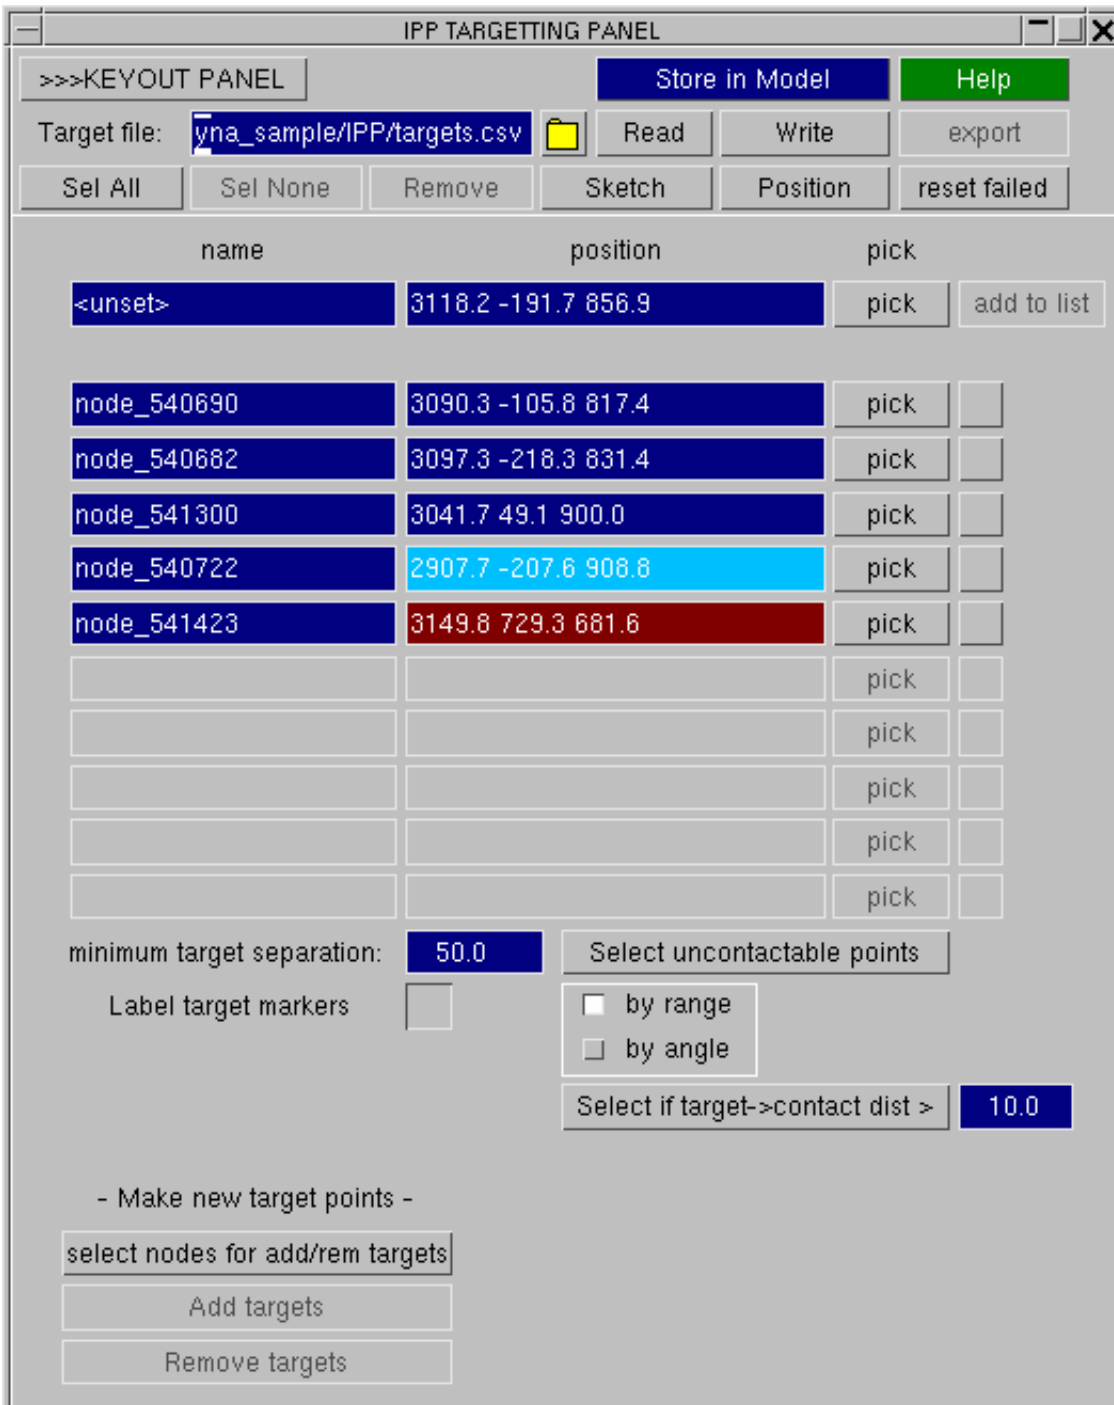 IPP TARGETTING PANEL
>>>KEYOUT PANEL Store in Model Help
Target file: yna_sample/IPP/targets.csv Read Write export
Sel All Sel None Remove Sketch Position reset failed
name position pick
<unset> 3118.2 -191.7 856.9 pick add to list
node_540690 3090.3 -105.8 817.4 pick
node_540682 3097.3 -218.3 831.4 pick
node_541300 3041.7 49.1 900.0 pick
node_540722 2907.7 -207.6 908.8 pick
node_541423 3149.8 729.3 681.6 pick
pick
pick
pick
pick
pick
minimum target separation: 50.0 Select uncontactable points
Label target markers by range
by angle
Select if target->contact dist > 10.0
- Make new target points -
select nodes for add/rem targets
Add targets
Remove targets